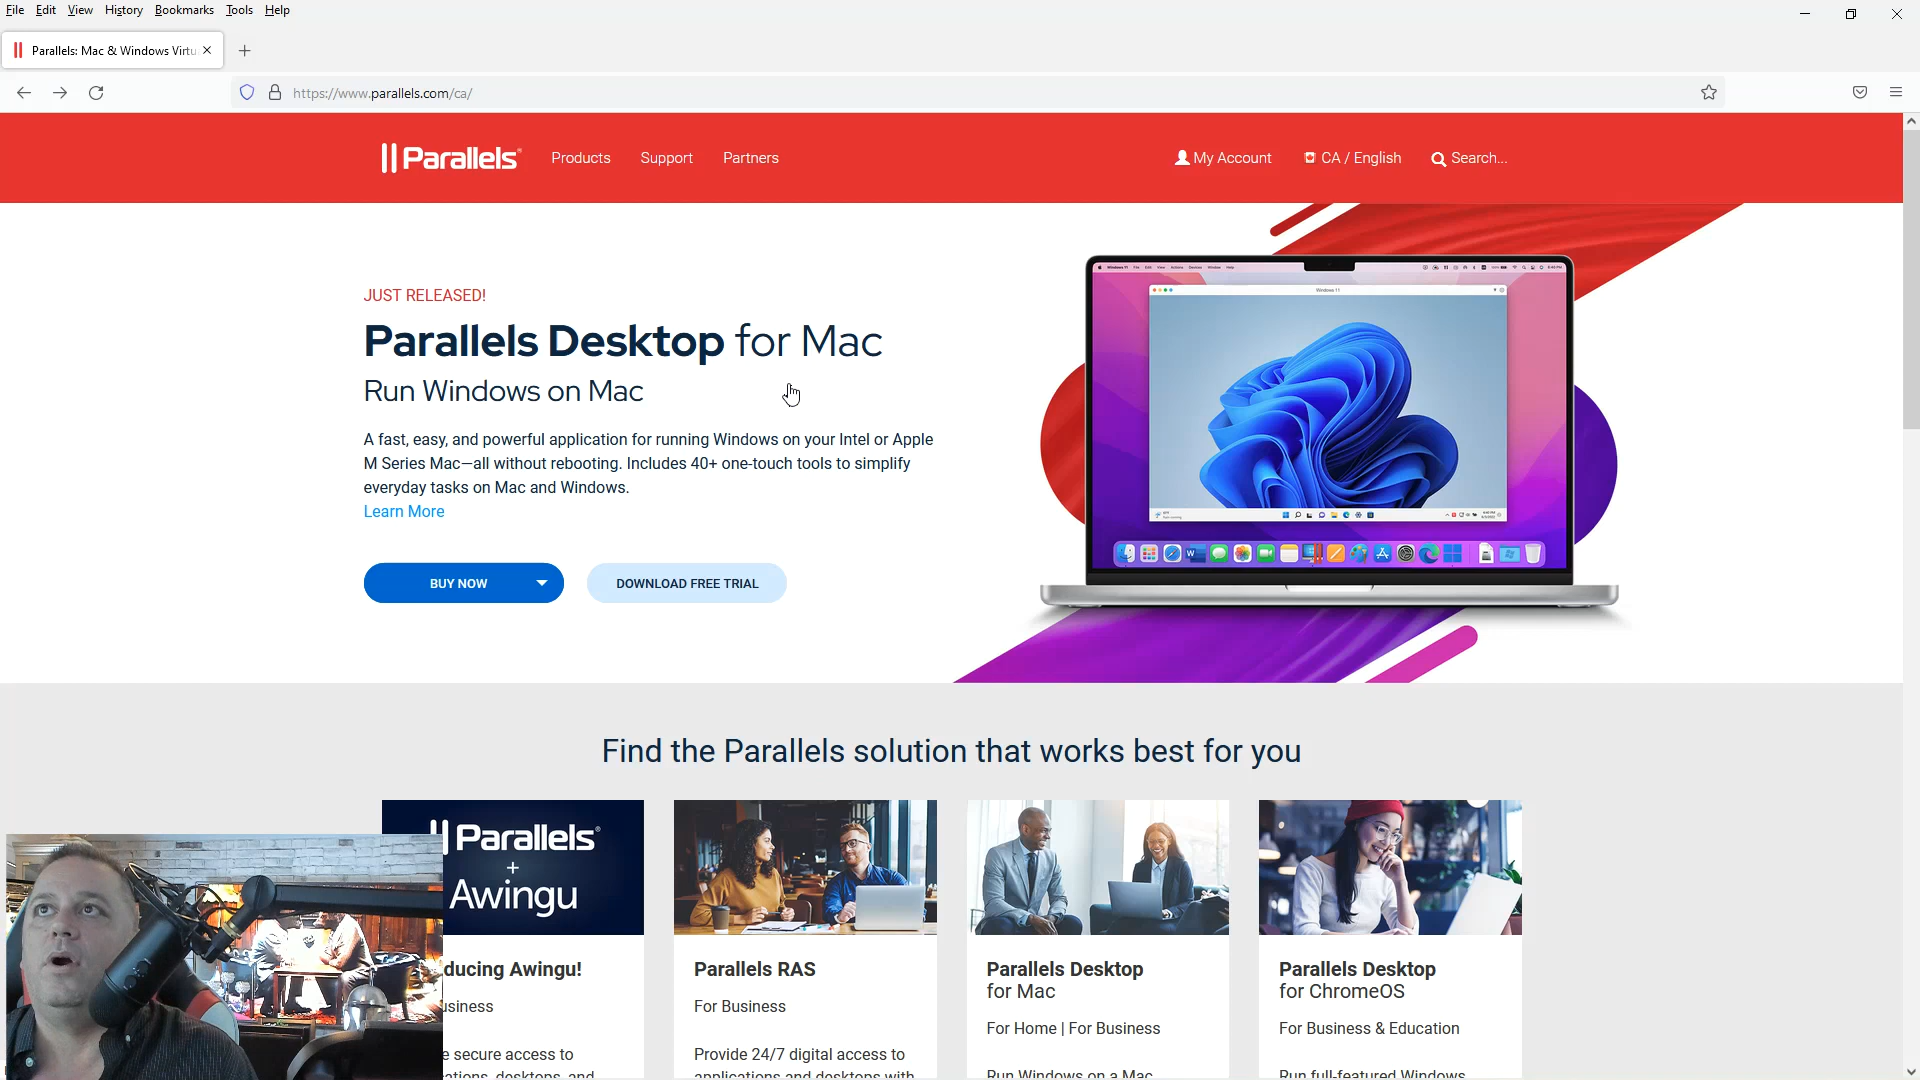 File Edit View History Bookmarks Tools Help
Parallels: Mac & Windows Virtu
https://www.parallels.com/ca/
Parallels Products Support Partners My Account CA / English Search...
JUST RELEASED!
Parallels Desktop for Mac
Run Windows on Mac
A fast, easy, and powerful application for running Windows on your Intel or Apple
M Series Mac—all without rebooting. Includes 40+ one-touch tools to simplify
everyday tasks on Mac and Windows.
Learn More
BUY NOW
DOWNLOAD FREE TRIAL
Windows 11
Find the Parallels solution that works best for you
Parallels
+
Awingu
ducing Awingu!
usiness
e secure access to
ations, desktops, and
Parallels RAS
For Business
Provide 24/7 digital access to
applications and desktops with
Parallels Desktop
for Mac
For Home | For Business
Run Windows on a Mac
Parallels Desktop
for ChromeOS
For Business & Education
Run full-featured Windows